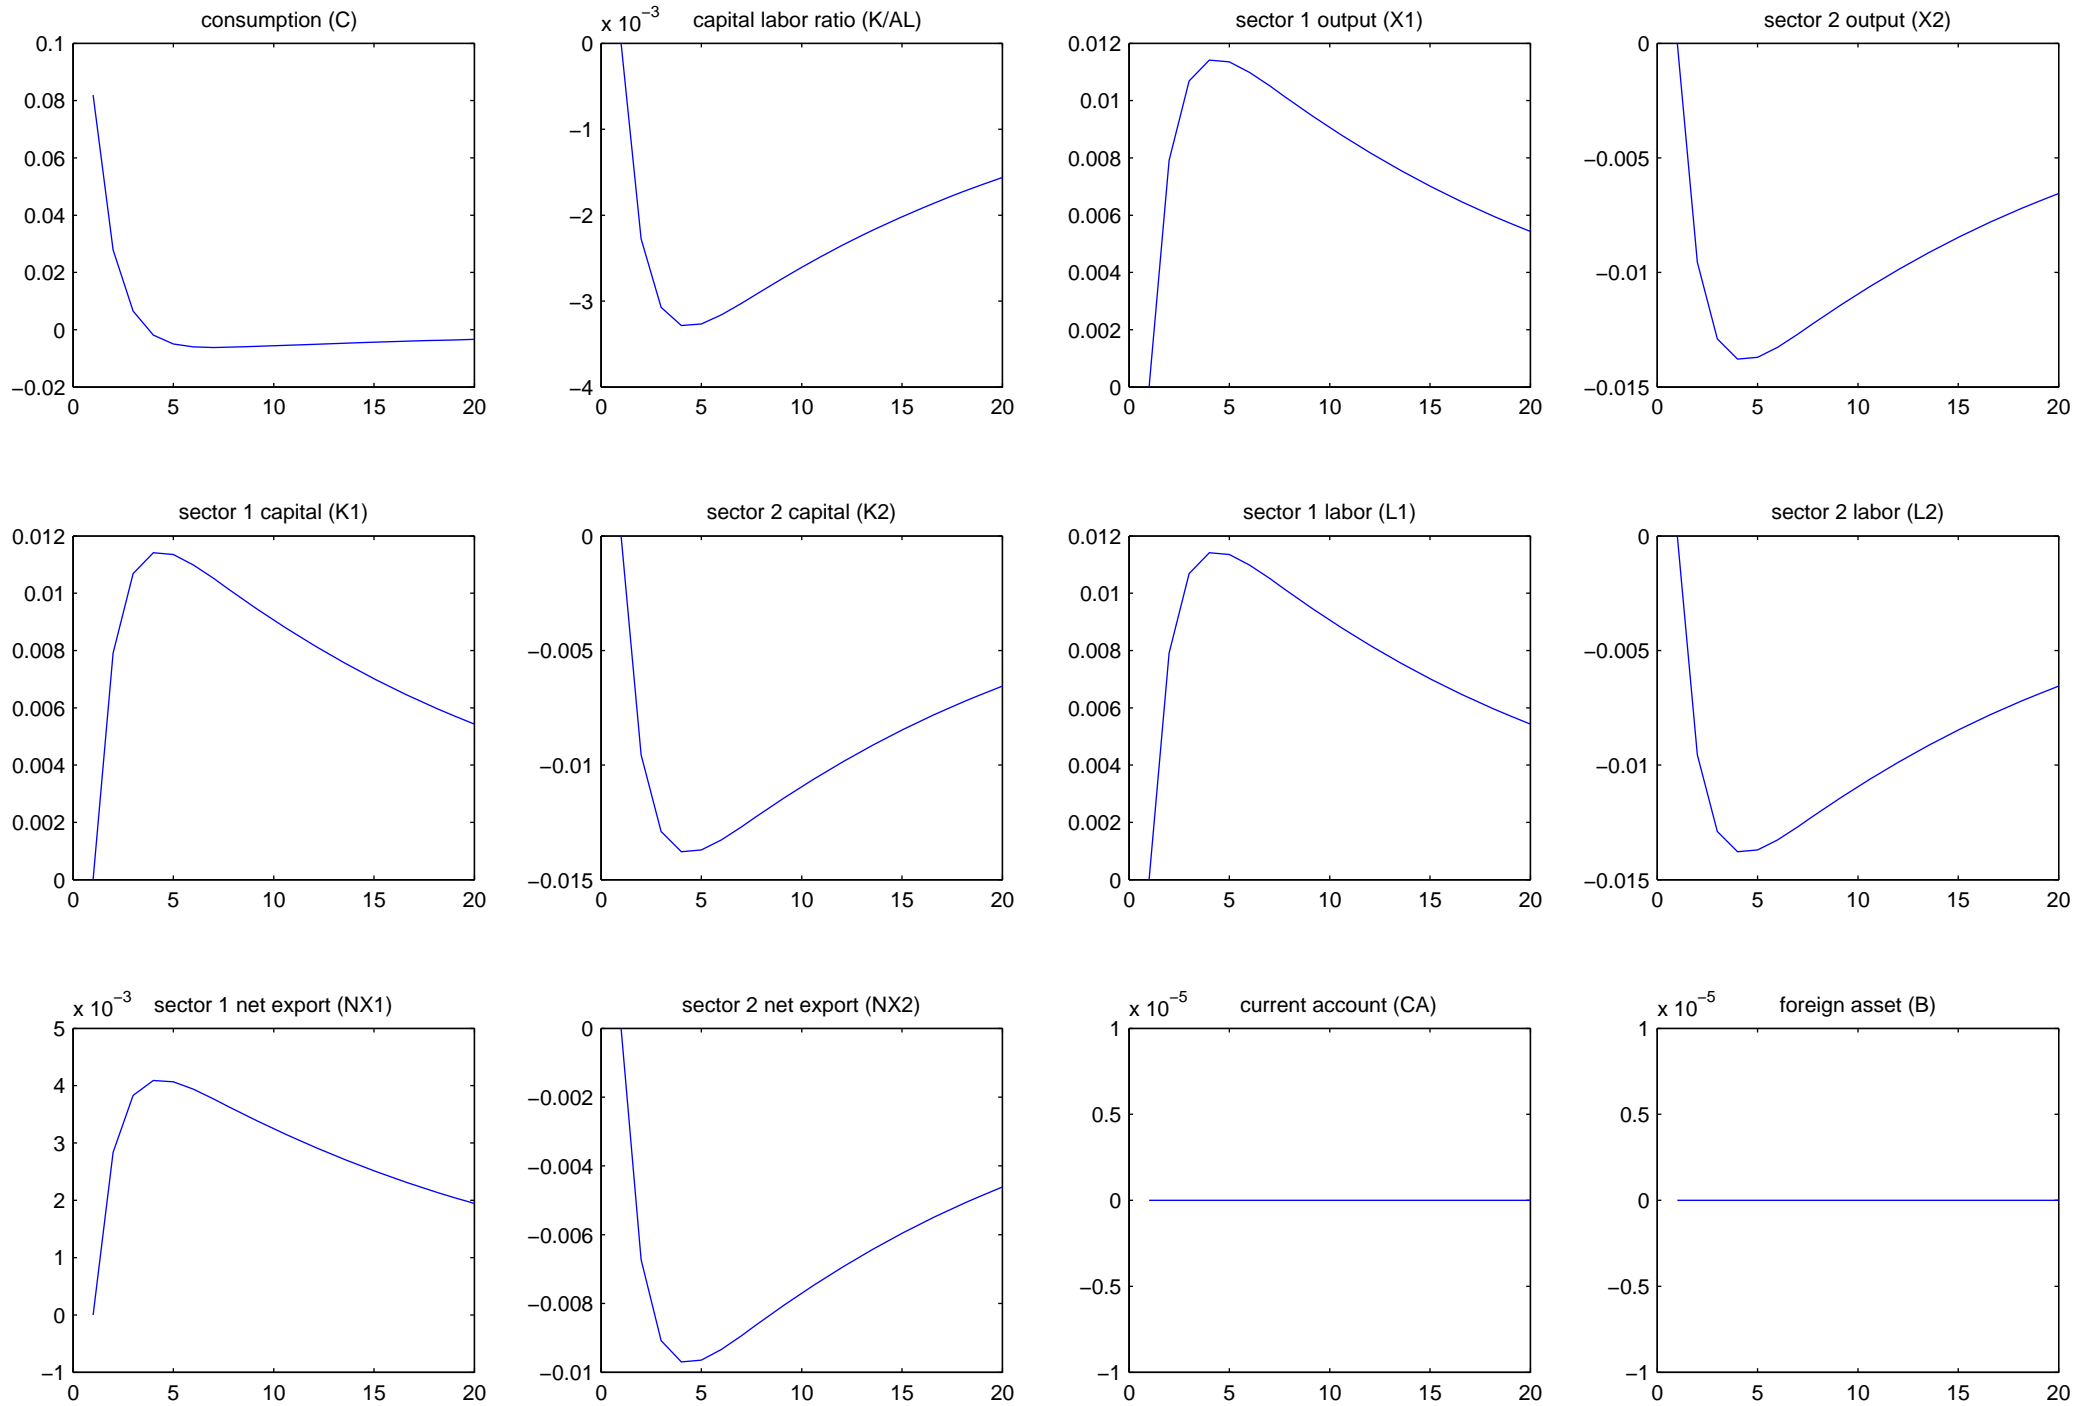 consumption (C)
0.1
0.08
0.06
0.04
0.02
0
−0.02
0 5 10 15 20
x 10−3 capital labor ratio (K/AL)
0
−1
−2
−3
−4
0 5 10 15 20
sector 1 output (X1)
0.012
0.01
0.008
0.006
0.004
0.002
0
0 5 10 15 20
sector 2 output (X2)
0
−0.005
−0.01
−0.015
0 5 10 15 20
sector 1 capital (K1)
0.012
0.01
0.008
0.006
0.004
0.002
0
0 5 10 15 20
sector 2 capital (K2)
0
−0.005
−0.01
−0.015
0 5 10 15 20
sector 1 labor (L1)
0.012
0.01
0.008
0.006
0.004
0.002
0
0 5 10 15 20
sector 2 labor (L2)
0
−0.005
−0.01
−0.015
0 5 10 15 20
x 10−3 sector 1 net export (NX1)
5
4
3
2
1
0
−1
0 5 10 15 20
sector 2 net export (NX2)
0
−0.002
−0.004
−0.006
−0.008
−0.01
0 5 10 15 20
x 10−5 current account (CA)
1
0.5
0
−0.5
−1
0 5 10 15 20
x 10−5 foreign asset (B)
1
0.5
0
−0.5
−1
0 5 10 15 20